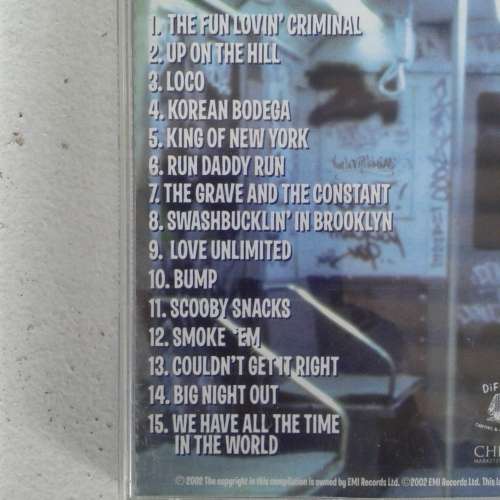 1. THE FUN LOVIN' CRIMINAL
2. UP ON THE HILL
3. LOCO
4. KOREAN BODEGA
5. KING OF NEW YORK
6. RUN DADDY RUN
7. THE GRAVE AND THE CONSTANT
8. SWASHBUCKLIN' IN BROOKLYN
9. LOVE UNLIMITED
10. BUMP
11. SCOOBY SNACKS
12. SMOKE 'EM
13. COULDN'T GET IT RIGHT
14. BIG NIGHT OUT
15. WE HAVE ALL THE TIME
IN THE WORLD
DiF
CHR
Ⓟ 2002 The copyright in this compilation is owned by EMI Records Ltd. ©2002 EMI Records Ltd. This